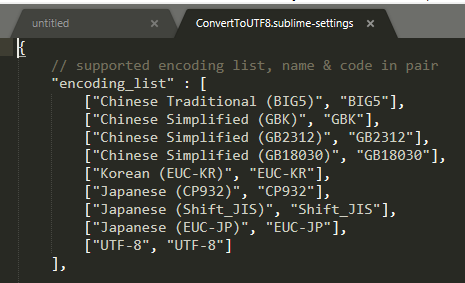 untitled ×
ConvertToUTF8.sublime-settings ×
{
    // supported encoding list, name & code in pair
    "encoding_list" : [
        ["Chinese Traditional (BIG5)", "BIG5"],
        ["Chinese Simplified (GBK)", "GBK"],
        ["Chinese Simplified (GB2312)", "GB2312"],
        ["Chinese Simplified (GB18030)", "GB18030"],
        ["Korean (EUC-KR)", "EUC-KR"],
        ["Japanese (CP932)", "CP932"],
        ["Japanese (Shift_JIS)", "Shift_JIS"],
        ["Japanese (EUC-JP)", "EUC-JP"],
        ["UTF-8", "UTF-8"]
    ],